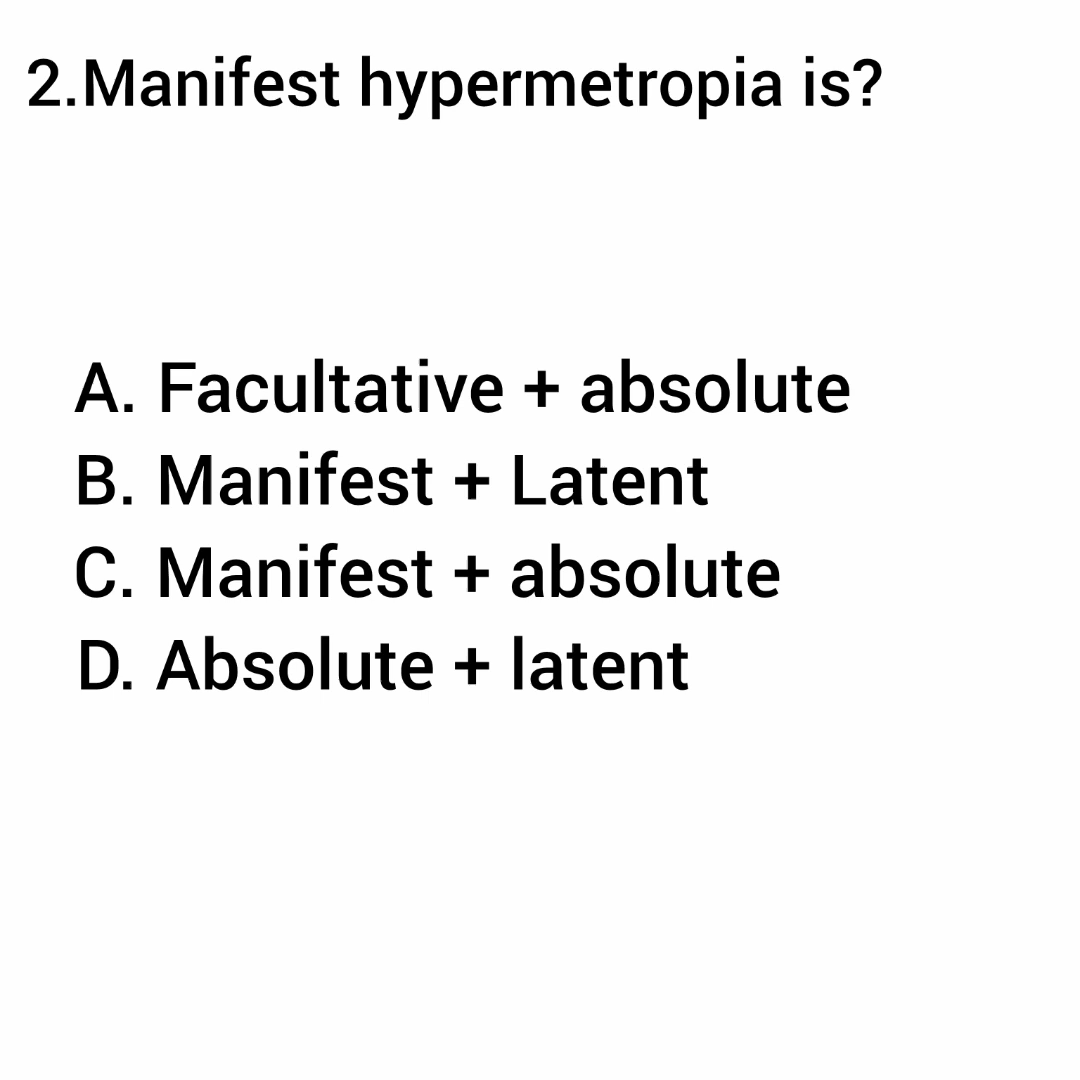 2.Manifest hypermetropia is?
A. Facultative + absolute
B. Manifest + Latent
C. Manifest + absolute
D. Absolute + latent